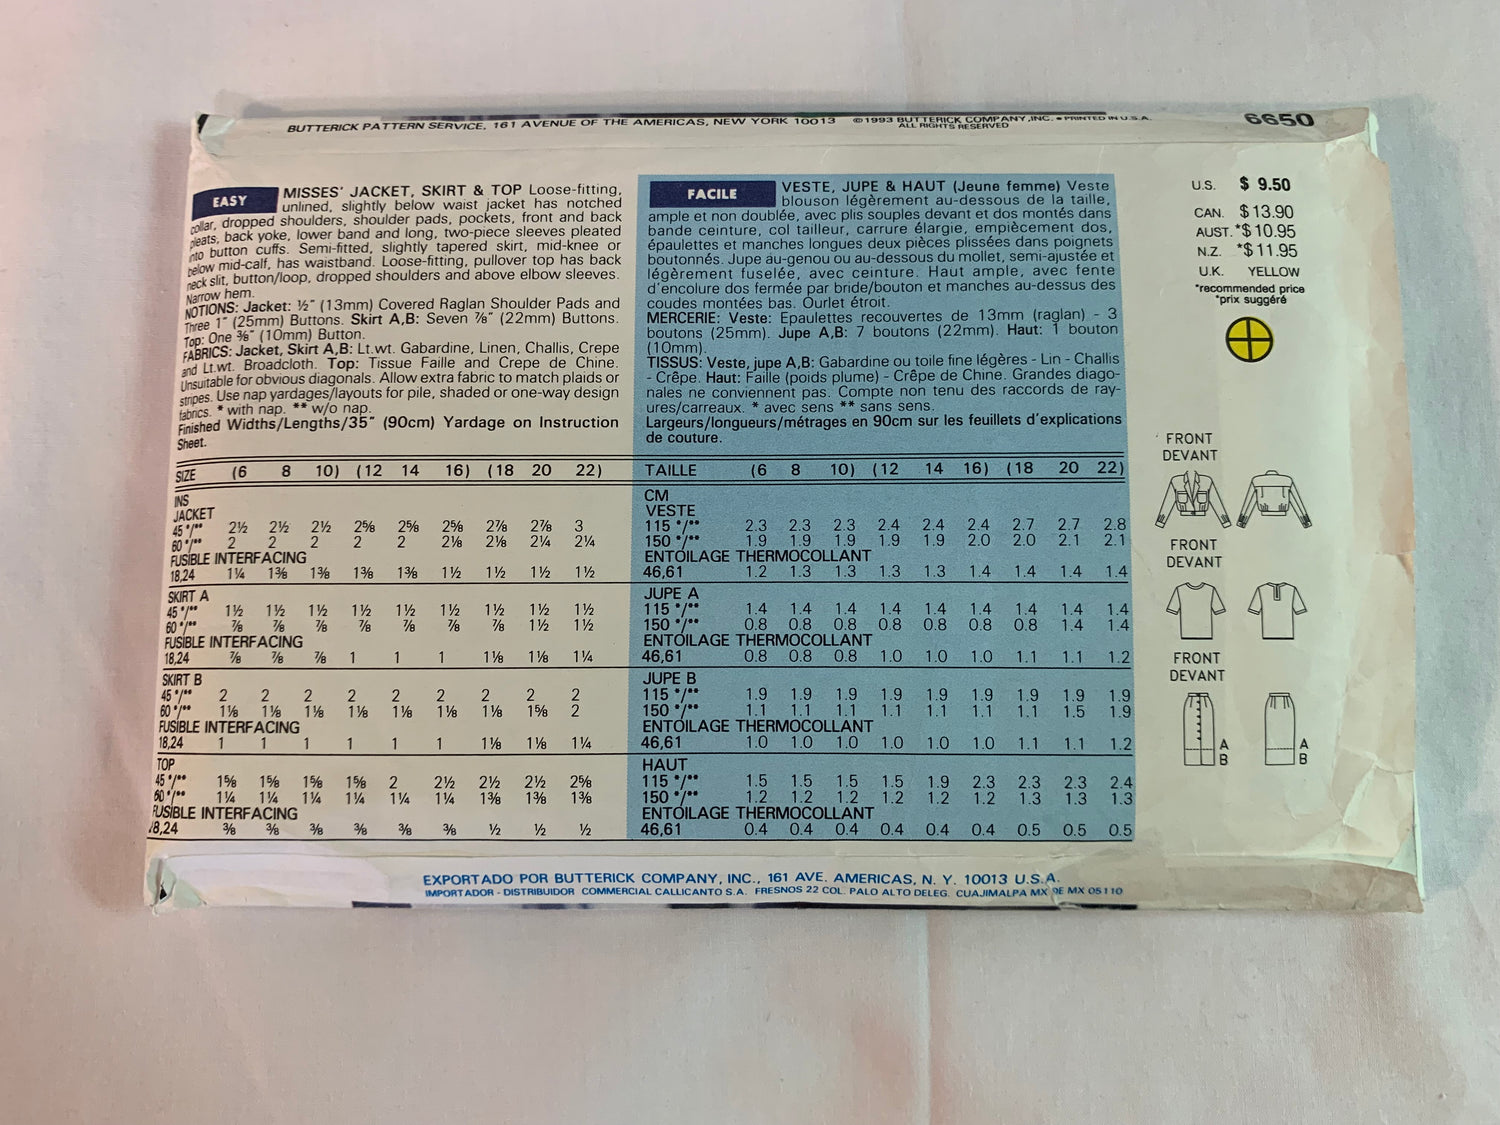 BUTTERICK PATTERN SERVICE, 161 AVENUE OF THE AMERICAS, NEW YORK 10013 ©1993 BUTTERICK COMPANY, INC. • PRINTED IN U.S.A.
ALL RIGHTS RESERVED
6650
EASY
MISSES' JACKET, SKIRT & TOP Loose-fitting,
unlined, slightly below waist jacket has notched
collar, dropped shoulders, shoulder pads, pockets, front and back
pleats, back yoke, lower band and long, two-piece sleeves pleated
into button cuffs. Semi-fitted, slightly tapered skirt, mid-knee or
below mid-calf, has waistband. Loose-fitting, pullover top has back
neck slit, button/loop, dropped shoulders and above elbow sleeves.
Narrow hem.
NOTIONS: Jacket: ½" (13mm) Covered Raglan Shoulder Pads and
Three 1" (25mm) Buttons. Skirt A,B: Seven ⅞" (22mm) Buttons.
Top: One ⅜" (10mm) Button.
FABRICS: Jacket, Skirt A,B: Lt.wt. Gabardine, Linen, Challis, Crepe
and Lt.wt. Broadcloth. Top: Tissue Faille and Crepe de Chine.
Unsuitable for obvious diagonals. Allow extra fabric to match plaids or
stripes. Use nap yardages/layouts for pile, shaded or one-way design
fabrics. * with nap. ** w/o nap.
Finished Widths/Lengths/35" (90cm) Yardage on Instruction
Sheet.
SIZE (6 8 10) (12 14 16) (18 20 22)
INS
JACKET
45 */** 2½ 2½ 2½ 2⅝ 2⅝ 2⅝ 2⅞ 2⅞ 3
60 */** 2 2 2 2 2 2⅛ 2⅛ 2¼ 2¼
FUSIBLE INTERFACING
18,24 1¼ 1⅜ 1⅜ 1⅜ 1⅜ 1½ 1½ 1½ 1½
SKIRT A
45 */** 1½ 1½ 1½ 1½ 1½ 1½ 1½ 1½ 1½
60 */** ⅞ ⅞ ⅞ ⅞ ⅞ ⅞ ⅞ 1½ 1½
FUSIBLE INTERFACING
18,24 ⅞ ⅞ ⅞ 1 1 1 1⅛ 1⅛ 1¼
SKIRT B
45 */** 2 2 2 2 2 2 2 2 2
60 */** 1⅛ 1⅛ 1⅛ 1⅛ 1⅛ 1⅛ 1⅛ 1⅝ 2
FUSIBLE INTERFACING
18,24 1 1 1 1 1 1 1⅛ 1⅛ 1¼
TOP
45 */** 1⅝ 1⅝ 1⅝ 1⅝ 2 2½ 2½ 2½ 2⅝
60 */** 1¼ 1¼ 1¼ 1¼ 1¼ 1¼ 1⅜ 1⅜ 1⅜
FUSIBLE INTERFACING
18,24 ⅜ ⅜ ⅜ ⅜ ⅜ ⅜ ½ ½ ½
FACILE
VESTE, JUPE & HAUT (Jeune femme) Veste
blouson légèrement au-dessous de la taille,
ample et non doublée, avec plis souples devant et dos montés dans
bande ceinture, col tailleur, carrure élargie, empiècement dos,
épaulettes et manches longues deux pièces plissées dans poignets
boutonnés. Jupe au-genou ou au-dessous du mollet, semi-ajustée et
légèrement fuselée, avec ceinture. Haut ample, avec fente
d'encolure dos fermée par bride/bouton et manches au-dessus des
coudes montées bas. Ourlet étroit.
MERCERIE: Veste: Epaulettes recouvertes de 13mm (raglan) - 3
boutons (25mm). Jupe A,B: 7 boutons (22mm). Haut: 1 bouton
(10mm).
TISSUS: Veste, jupe A,B: Gabardine ou toile fine légères - Lin - Challis
- Crêpe. Haut: Faille (poids plume) - Crêpe de Chine. Grandes diago-
nales ne conviennent pas. Compte non tenu des raccords de ray-
ures/carreaux. * avec sens ** sans sens.
Largeurs/longueurs/métrages en 90cm sur les feuillets d'explications
de couture.
TAILLE (6 8 10) (12 14 16) (18 20 22)
CM
VESTE
115 */** 2.3 2.3 2.3 2.4 2.4 2.4 2.7 2.7 2.8
150 */** 1.9 1.9 1.9 1.9 1.9 2.0 2.0 2.1 2.1
ENTOILAGE THERMOCOLLANT
46,61 1.2 1.3 1.3 1.3 1.3 1.4 1.4 1.4 1.4
JUPE A
115 */** 1.4 1.4 1.4 1.4 1.4 1.4 1.4 1.4 1.4
150 */** 0.8 0.8 0.8 0.8 0.8 0.8 0.8 1.4 1.4
ENTOILAGE THERMOCOLLANT
46,61 0.8 0.8 0.8 1.0 1.0 1.0 1.1 1.1 1.2
JUPE B
115 */** 1.9 1.9 1.9 1.9 1.9 1.9 1.9 1.9 1.9
150 */** 1.1 1.1 1.1 1.1 1.1 1.1 1.1 1.5 1.9
ENTOILAGE THERMOCOLLANT
46,61 1.0 1.0 1.0 1.0 1.0 1.0 1.1 1.1 1.2
HAUT
115 */** 1.5 1.5 1.5 1.5 1.9 2.3 2.3 2.3 2.4
150 */** 1.2 1.2 1.2 1.2 1.2 1.2 1.3 1.3 1.3
ENTOILAGE THERMOCOLLANT
46,61 0.4 0.4 0.4 0.4 0.4 0.4 0.5 0.5 0.5
U.S. $ 9.50
CAN. $13.90
AUST. *$10.95
N.Z. *$11.95
U.K. YELLOW
*recommended price
*prix suggéré
FRONT
DEVANT
FRONT
DEVANT
FRONT
DEVANT
A
B
A
B
EXPORTADO POR BUTTERICK COMPANY, INC., 161 AVE. AMERICAS, N. Y. 10013 U.S.A.
IMPORTADOR - DISTRIBUIDOR COMMERCIAL CALLICANTO S.A. FRESNOS 22 COL. PALO ALTO DELEG. CUAJIMALPA MX DE MX 05110